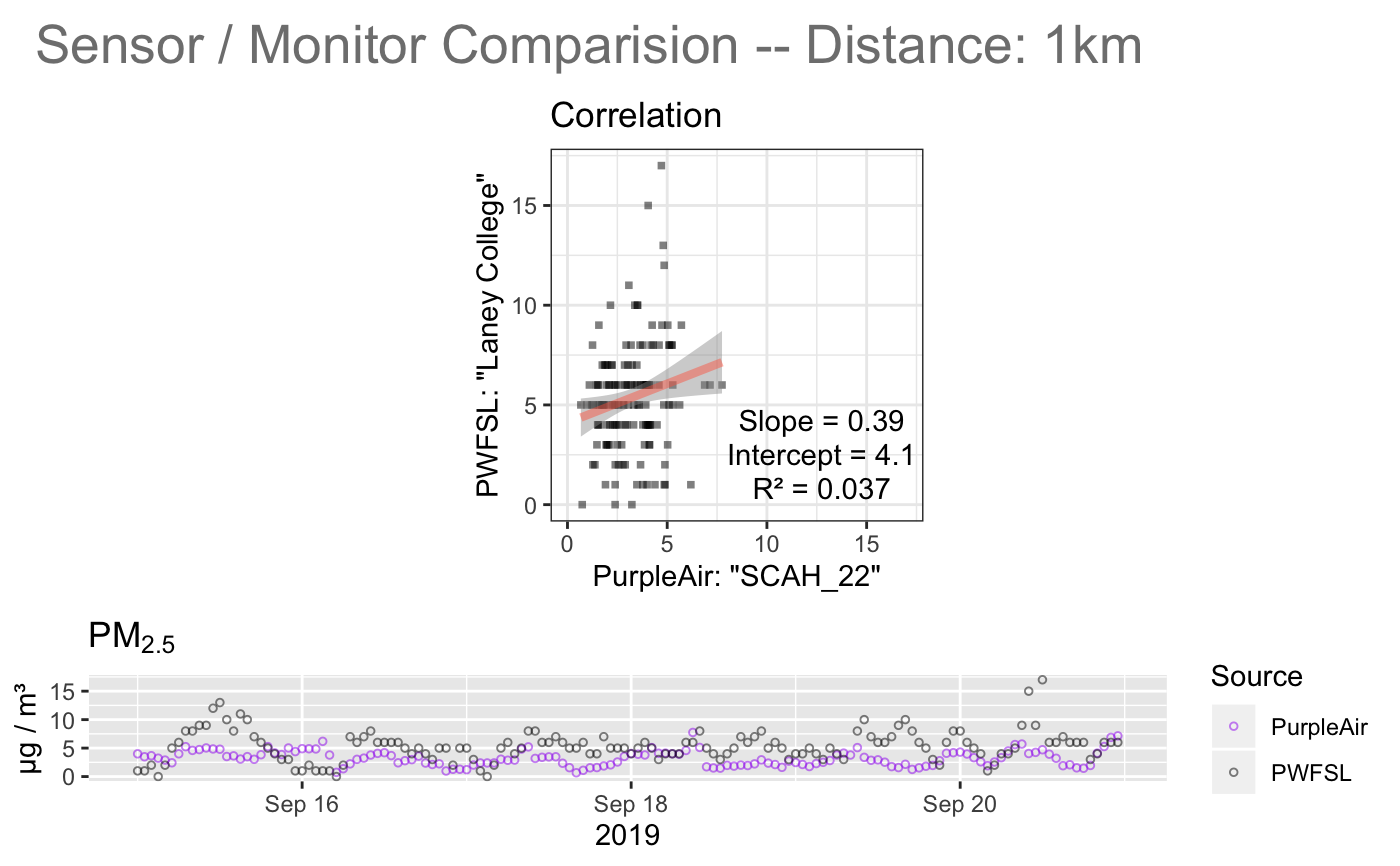 Sensor / Monitor Comparision -- Distance: 1km
Correlation
PWFSL: "Laney College"
15
10
5
0
Slope = 0.39
Intercept = 4.1
R² = 0.037
0 5 10 15
PurpleAir: "SCAH_22"
PM2.5
µg / m³
15
10
5
0
Sep 16 Sep 18 Sep 20
2019
Source
PurpleAir
PWFSL